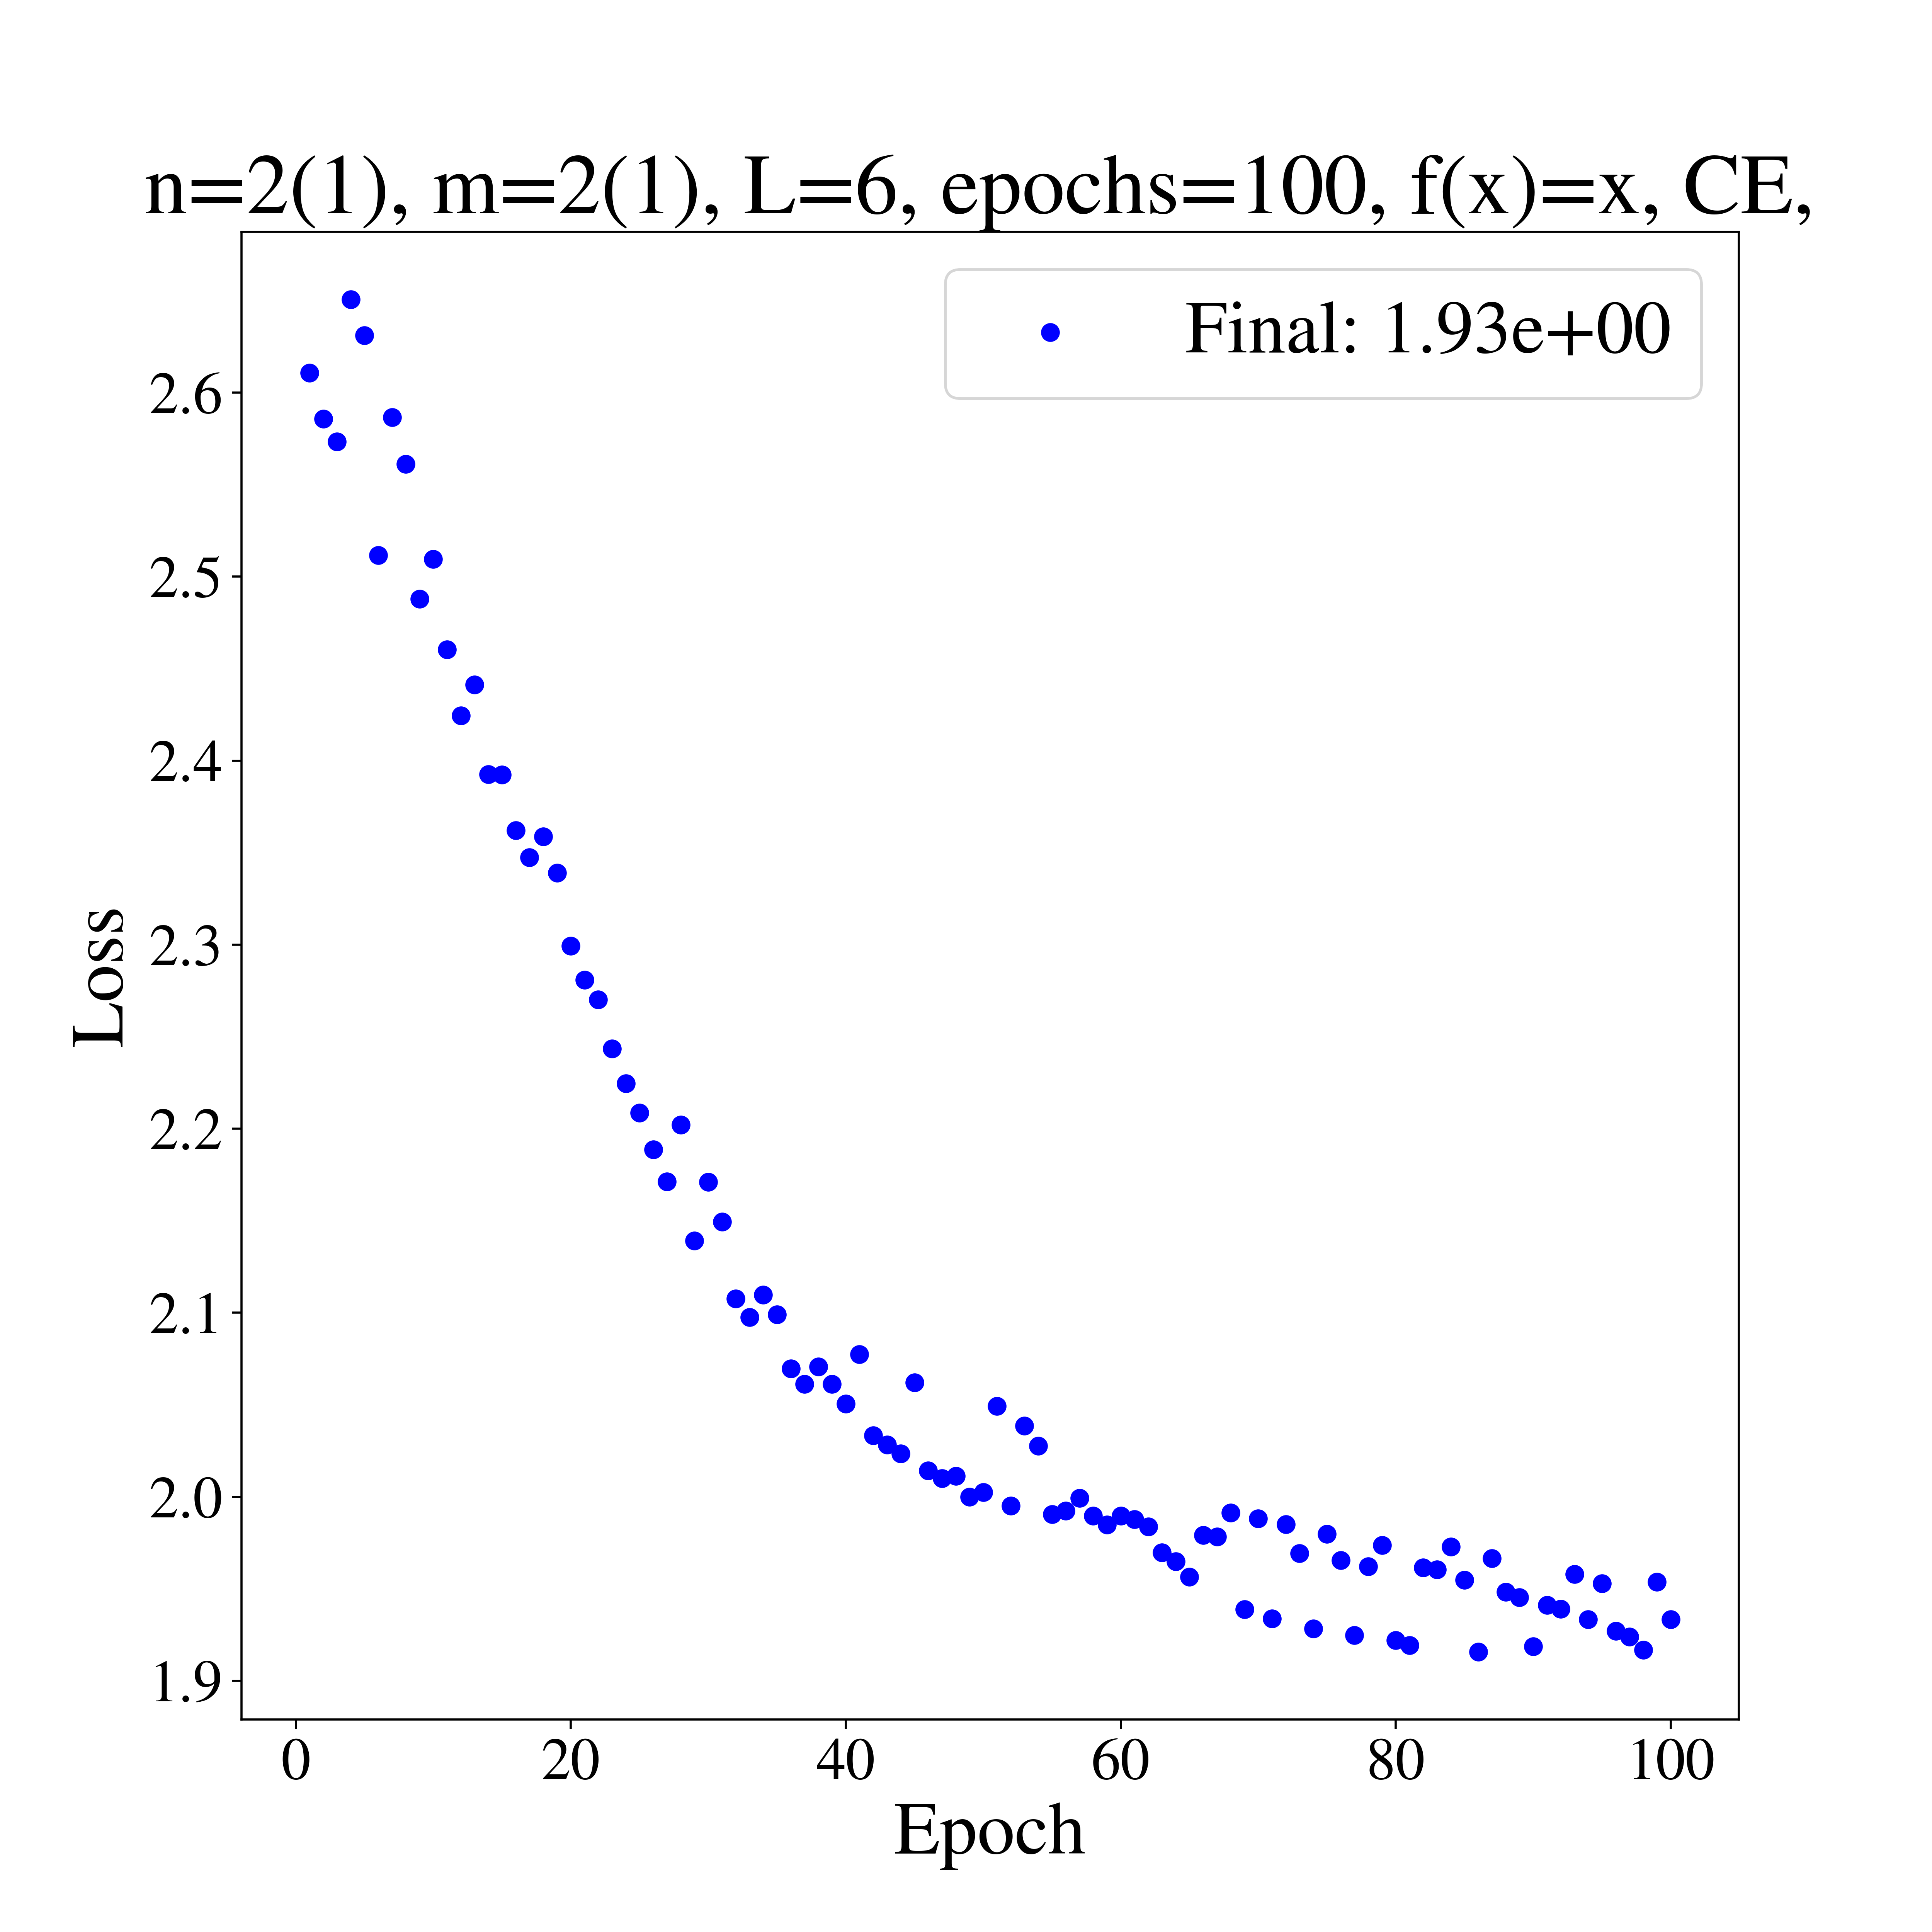 n=2(1), m=2(1), L=6, epochs=100, f(x)=x, CE,
Final: 1.93e+00
2.6
2.5
2.4
2.3
2.2
2.1
2.0
1.9
Loss
0 20 40 60 80 100
Epoch